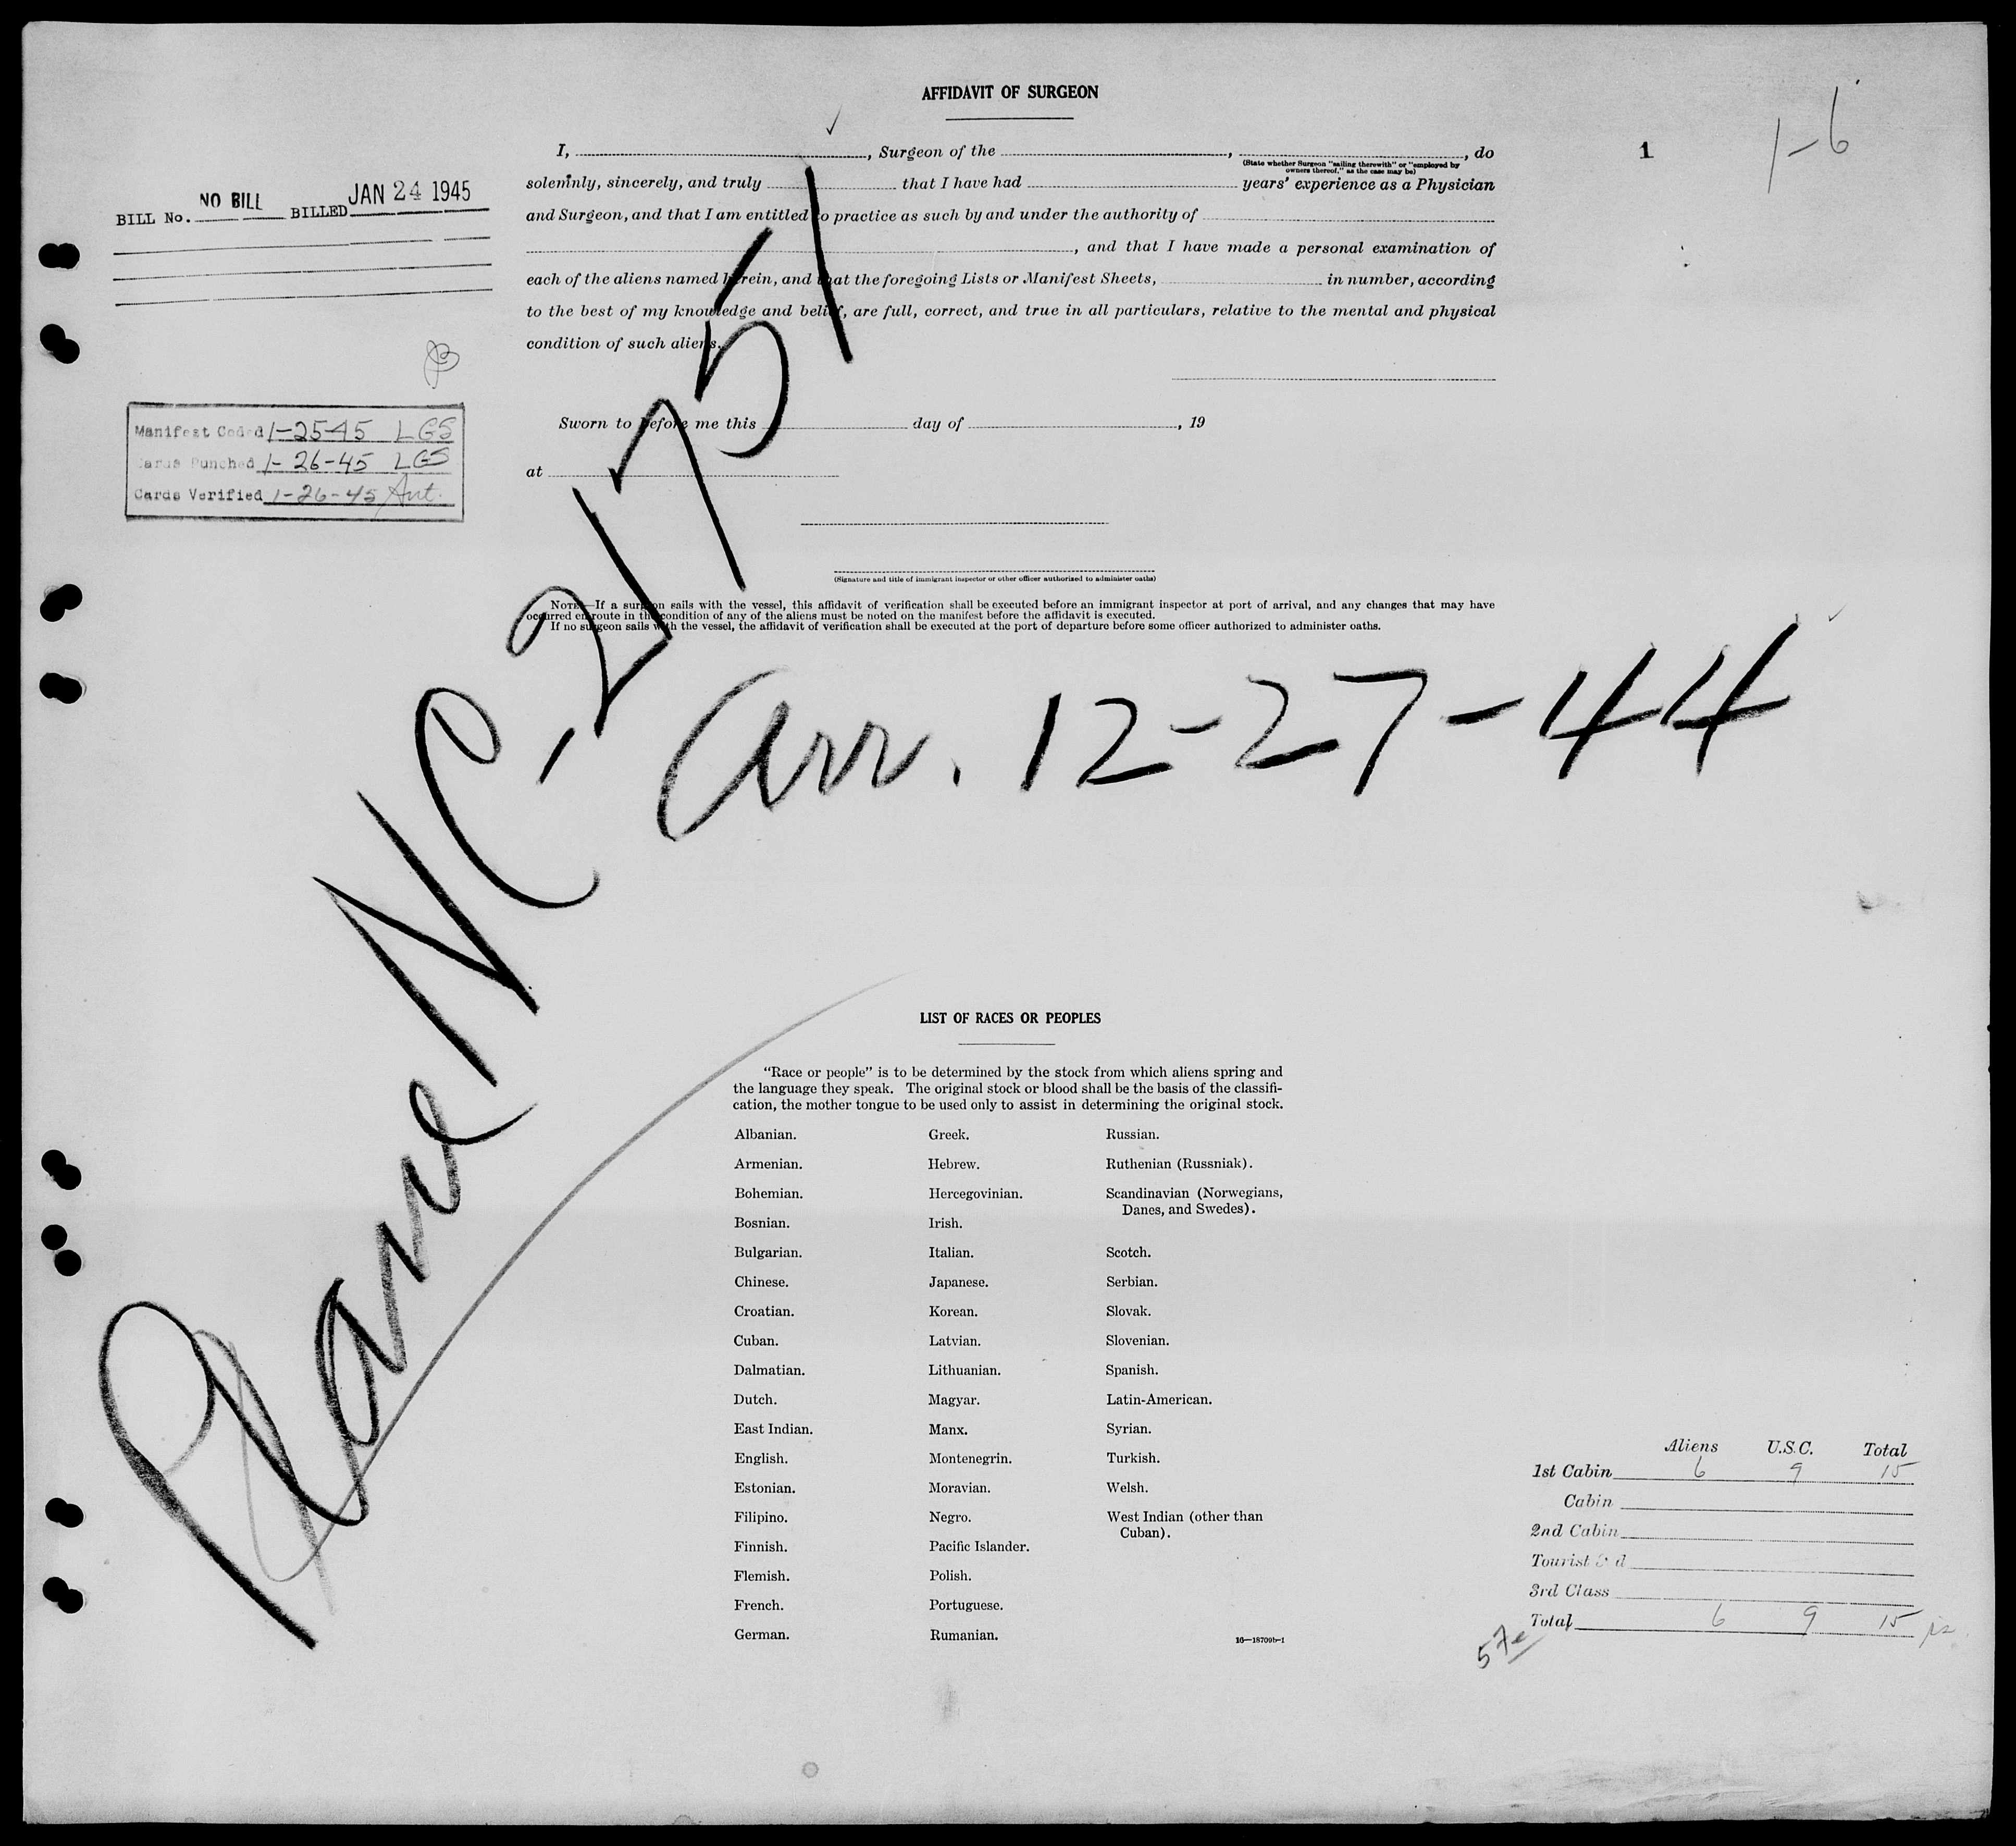 AFFIDAVIT OF SURGEON
1
1-6
I, , Surgeon of the , , do
(State whether Surgeon "sailing therewith" or "employed by
owners thereof," as the case may be)
solemnly, sincerely, and truly that I have had years' experience as a Physician
and Surgeon, and that I am entitled to practice as such by and under the authority of
, and that I have made a personal examination of
each of the aliens named herein, and that the foregoing Lists or Manifest Sheets, in number, according
to the best of my knowledge and belief, are full, correct, and true in all particulars, relative to the mental and physical
condition of such aliens.
BILL No. NO BILL BILLED JAN 24 1945
Manifest Coded 1-25-45 LGS
Cards Punched 1-26-45 LGS
Cards Verified 1-26-45 Ant.
Sworn to before me this day of , 19
at
(Signature and title of immigrant inspector or other officer authorized to administer oaths)
NOTE.—If a surgeon sails with the vessel, this affidavit of verification shall be executed before an immigrant inspector at port of arrival, and any changes that may have
occurred en route in the condition of any of the aliens must be noted on the manifest before the affidavit is executed.
If no surgeon sails with the vessel, the affidavit of verification shall be executed at the port of departure before some officer authorized to administer oaths.
Plane NC-21751
Arr. 12-27-44
LIST OF RACES OR PEOPLES
"Race or people" is to be determined by the stock from which aliens spring and
the language they speak. The original stock or blood shall be the basis of the classifi-
cation, the mother tongue to be used only to assist in determining the original stock.
Albanian.
Armenian.
Bohemian.
Bosnian.
Bulgarian.
Chinese.
Croatian.
Cuban.
Dalmatian.
Dutch.
East Indian.
English.
Estonian.
Filipino.
Finnish.
Flemish.
French.
German.
Greek.
Hebrew.
Hercegovinian.
Irish.
Italian.
Japanese.
Korean.
Latvian.
Lithuanian.
Magyar.
Manx.
Montenegrin.
Moravian.
Negro.
Pacific Islander.
Polish.
Portuguese.
Rumanian.
Russian.
Ruthenian (Russniak).
Scandinavian (Norwegians,
Danes, and Swedes).
Scotch.
Serbian.
Slovak.
Slovenian.
Spanish.
Latin-American.
Syrian.
Turkish.
Welsh.
West Indian (other than
Cuban).
16—18709b-1
Aliens U.S.C. Total
1st Cabin 6 9 15
Cabin
2nd Cabin
Tourist 3rd
3rd Class
Total 6 9 15